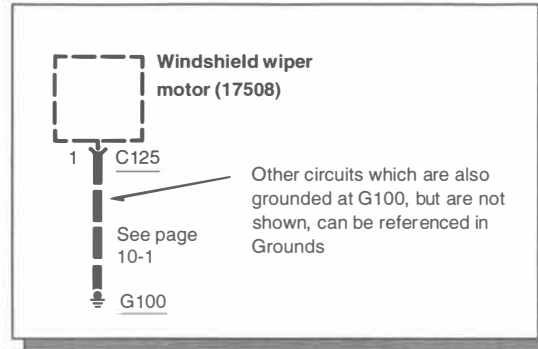 Windshield wiper
motor (17508)
1 C125
Other circuits which are also
grounded at G100, but are not
shown, can be referenced in
Grounds
See page
10-1
G100